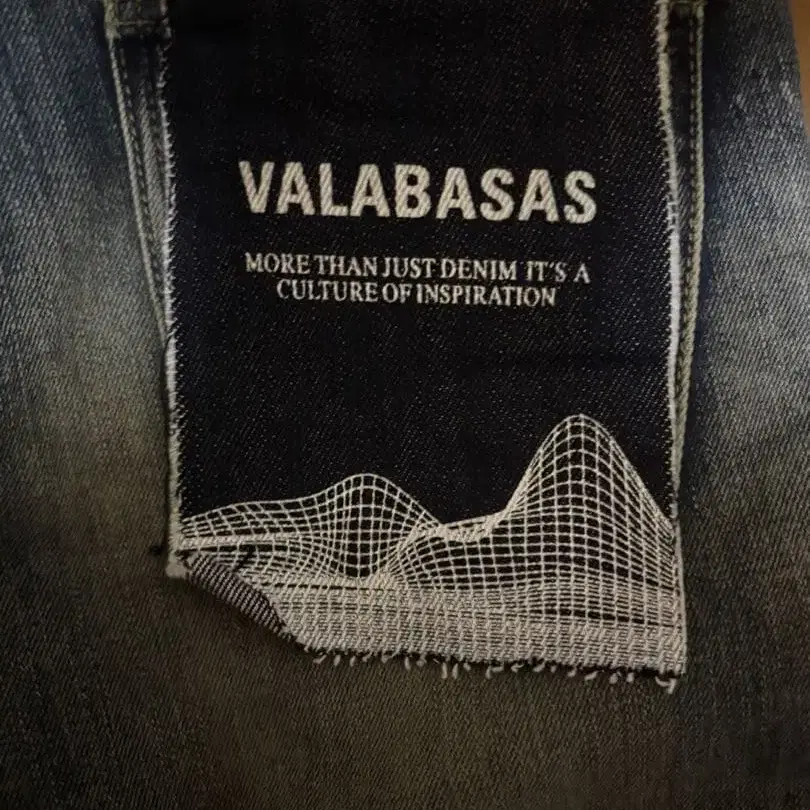 VALABASAS
MORE THAN JUST DENIM IT'S A
CULTURE OF INSPIRATION